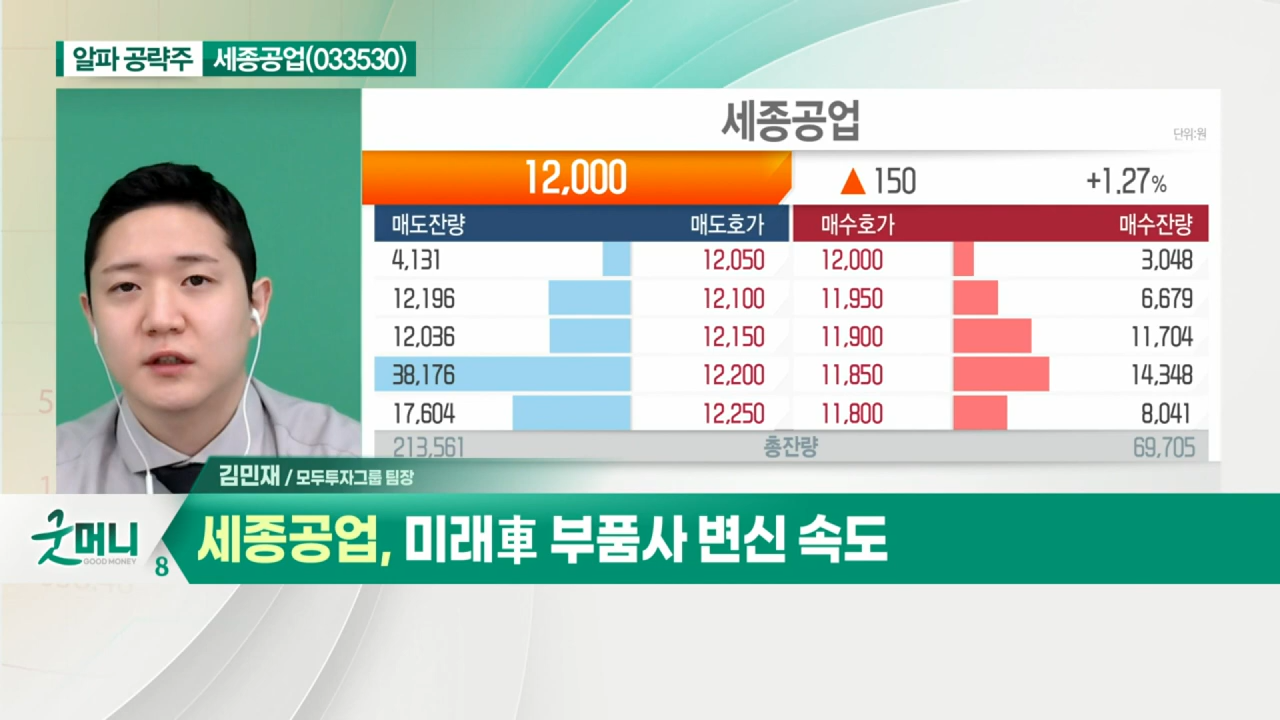 알파 공략주 세종공업(033530)
세종공업
단위:원
12,000 ▲ 150 +1.27%
매도잔량 매도호가 매수호가 매수잔량
4,131 12,050 12,000 3,048
12,196 12,100 11,950 6,679
12,036 12,150 11,900 11,704
38,176 12,200 11,850 14,348
17,604 12,250 11,800 8,041
213,561 총잔량 69,705
김민재 / 모두투자그룹 팀장
굿머니 GOOD MONEY 8
세종공업, 미래車 부품사 변신 속도